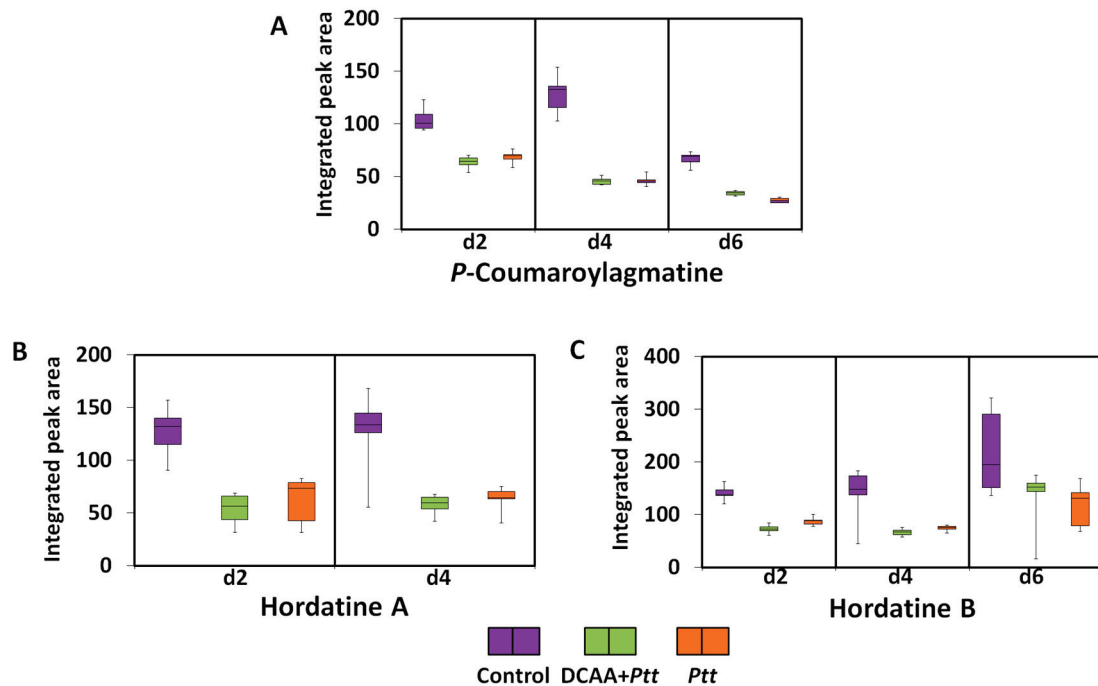 A
Integrated peak area
200
150
100
50
0
d2 d4 d6
P-Coumaroylagmatine
B
Integrated peak area
200
150
100
50
0
d2 d4
Hordatine A
C
Integrated peak area
400
300
200
100
0
d2 d4 d6
Hordatine B
Control DCAA+Ptt Ptt